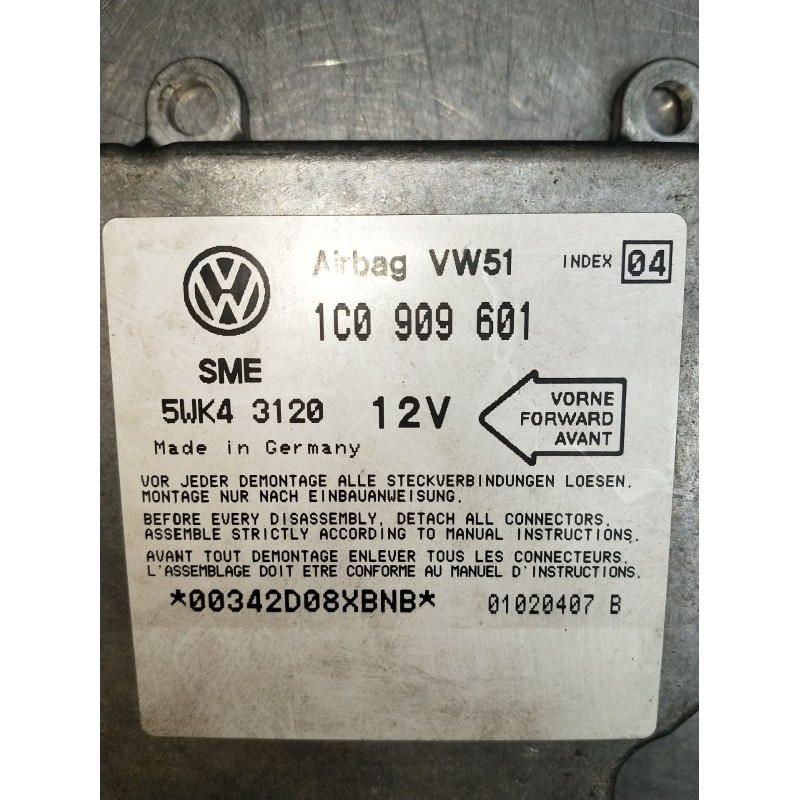 Airbag VW51 INDEX 04
1C0 909 601
SME
5WK4 3120 12V
VORNE
FORWARD
AVANT
Made in Germany
VOR JEDER DEMONTAGE ALLE STECKVERBINDUNGEN LOESEN.
MONTAGE NUR NACH EINBAUANWEISUNG.
BEFORE EVERY DISASSEMBLY, DETACH ALL CONNECTORS.
ASSEMBLE STRICTLY ACCORDING TO MANUAL INSTRUCTIONS.
AVANT TOUT DEMONTAGE ENLEVER TOUS LES CONNECTEURS.
L'ASSEMBLAGE DOIT ETRE CONFORME AU MANUEL D'INSTRUCTIONS.
*00342D08XBNB* 01020407 B